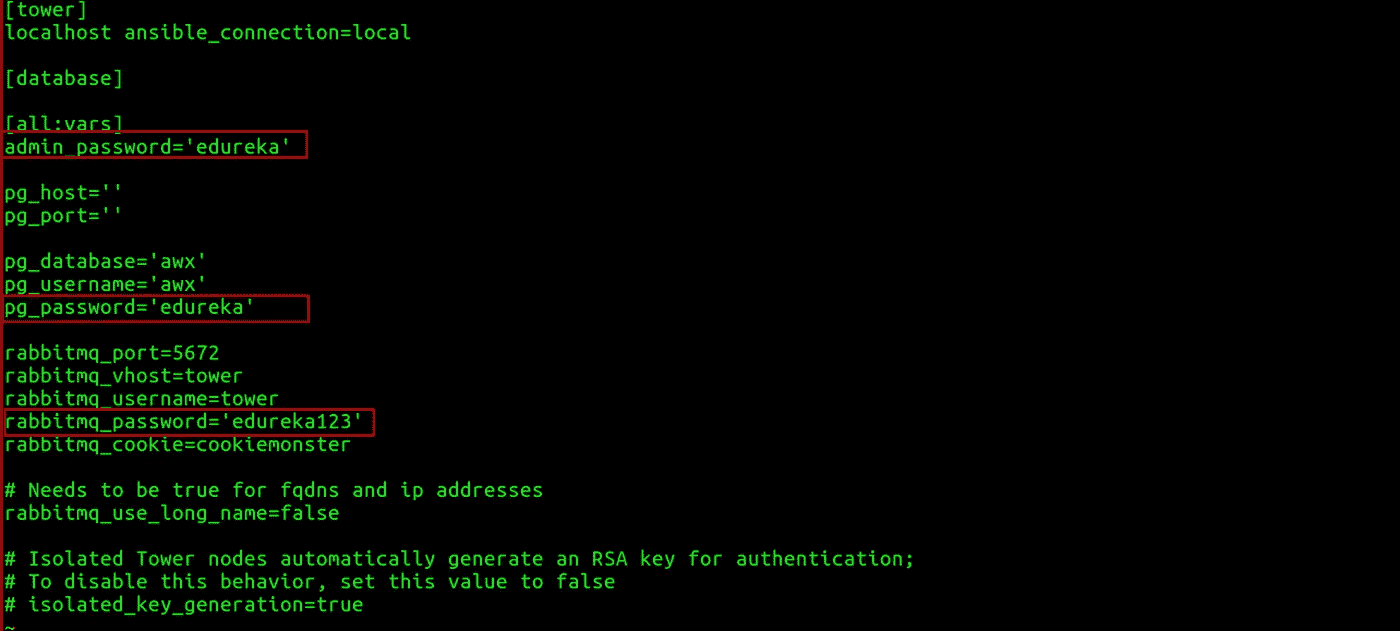 [tower]
localhost ansible_connection=local
[database]
[all:vars]
admin_password='edureka'
pg_host=''
pg_port=''
pg_database='awx'
pg_username='awx'
pg_password='edureka'
rabbitmq_port=5672
rabbitmq_vhost=tower
rabbitmq_username=tower
rabbitmq_password='edureka123'
rabbitmq_cookie=cookiemonster
# Needs to be true for fqdns and ip addresses
rabbitmq_use_long_name=false
# Isolated Tower nodes automatically generate an RSA key for authentication;
# To disable this behavior, set this value to false
# isolated_key_generation=true
~